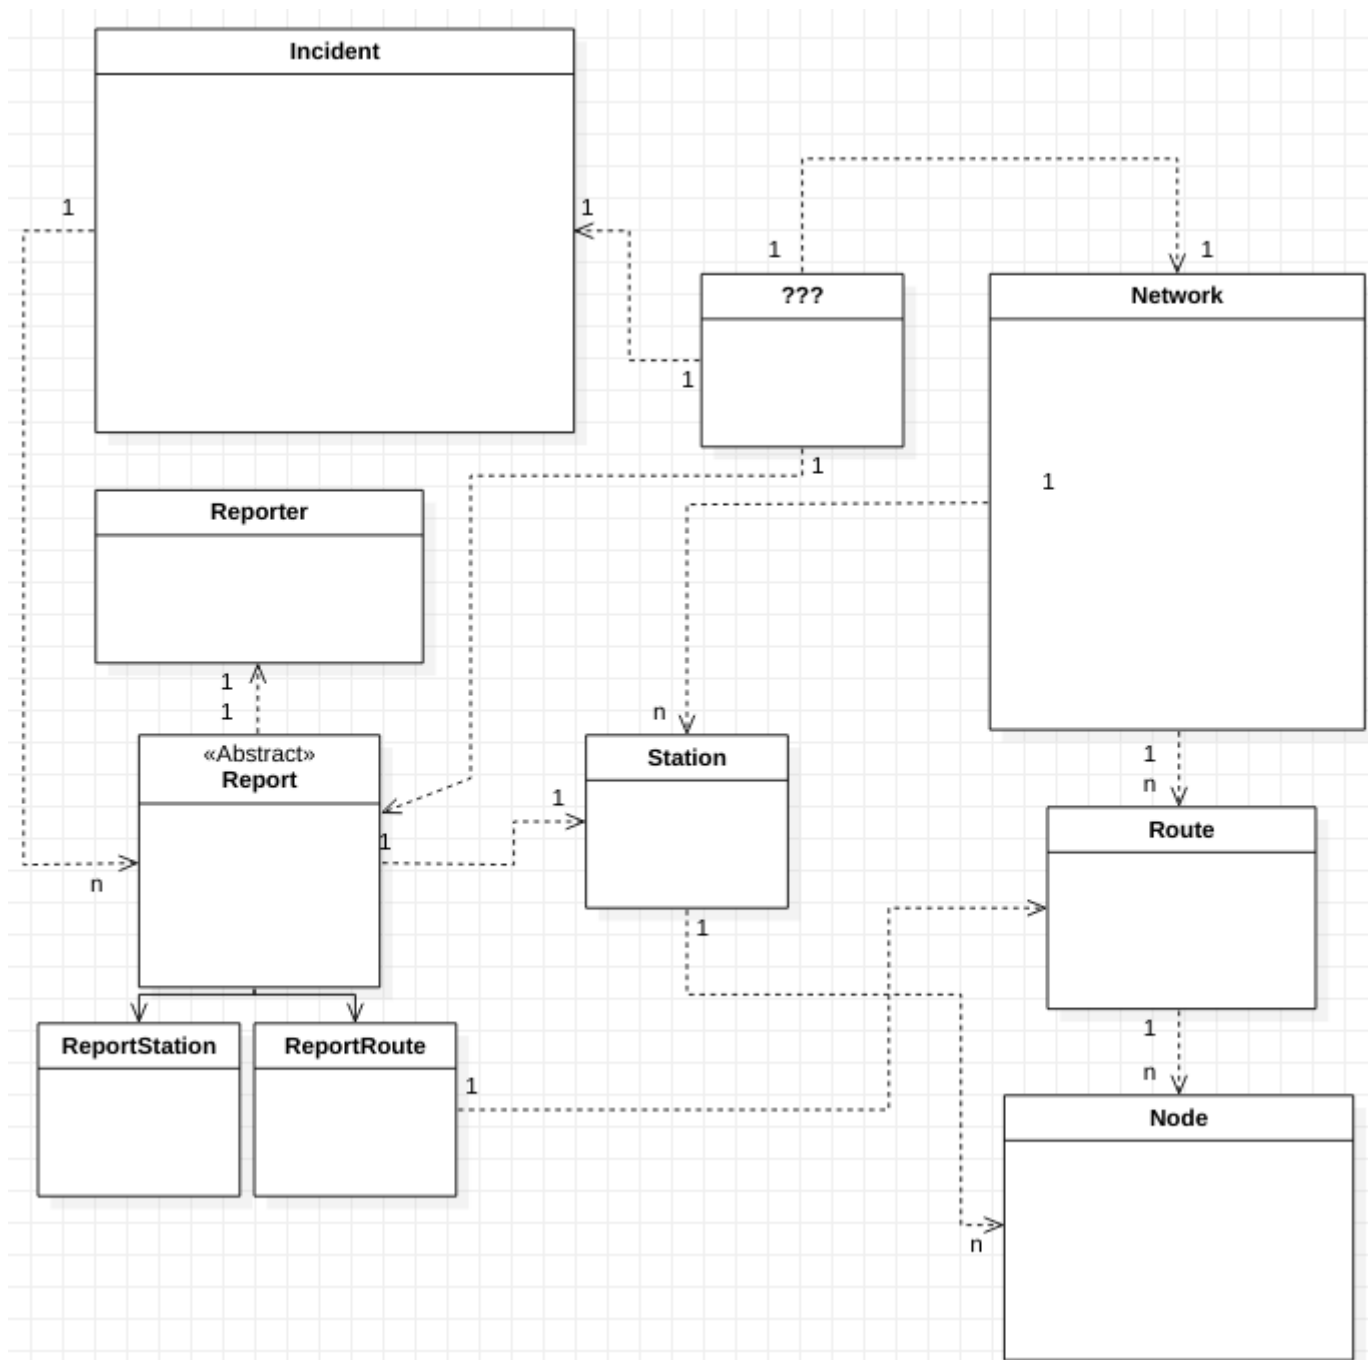 Incident
1
1
1
1
???
Network
1
1
1
Reporter
1
1
n
«Abstract»
Report
Station
1
n
1
1
Route
n
1
ReportStation
ReportRoute
1
1
n
Node
n